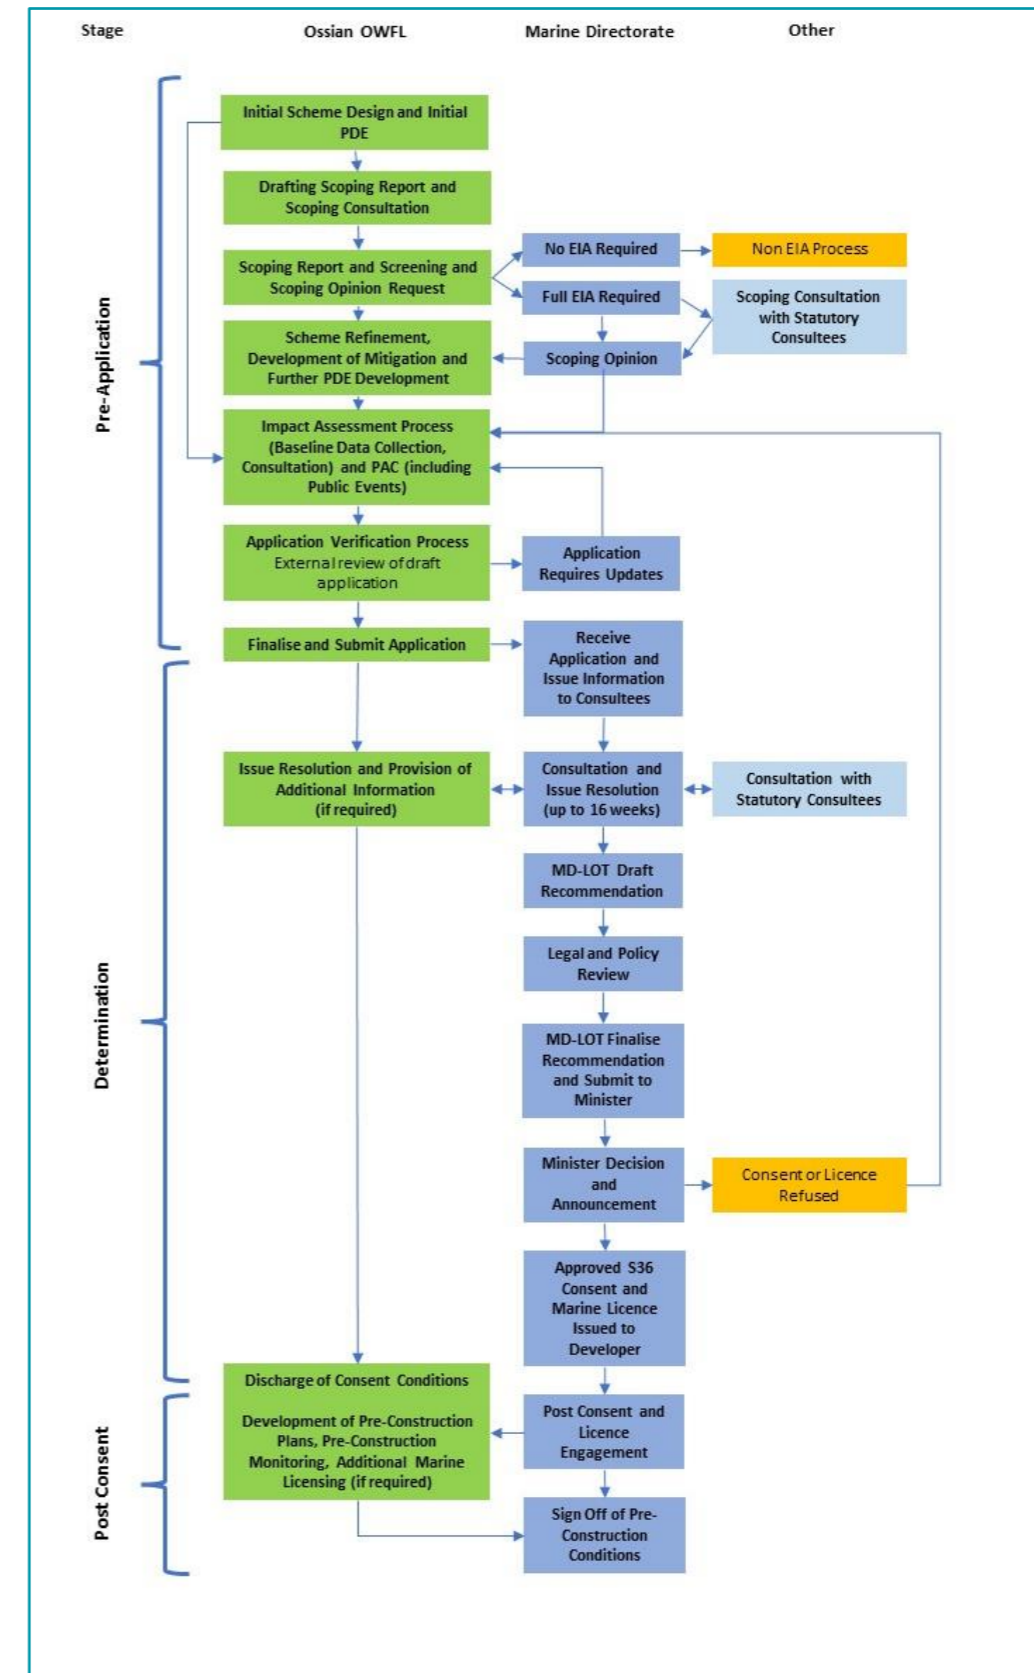 Stage
Ossian OWFL
Marine Directorate
Other
Pre-Application
Initial Scheme Design and Initial
PDE
Drafting Scoping Report and
Scoping Consultation
Scoping Report and Screening and
Scoping Opinion Request
No EIA Required
Non EIA Process
Full EIA Required
Scoping Consultation
with Statutory
Consultees
Scheme Refinement,
Development of Mitigation and
Further PDE Development
Scoping Opinion
Impact Assessment Process
(Baseline Data Collection,
Consultation) and PAC (including
Public Events)
Application Verification Process
External review of draft
application
Application
Requires Updates
Finalise and Submit Application
Receive
Application and
Issue Information
to Consultees
Determination
Issue Resolution and Provision of
Additional Information
(if required)
Consultation and
Issue Resolution
(up to 16 weeks)
Consultation with
Statutory Consultees
MD-LOT Draft
Recommendation
Legal and Policy
Review
MD-LOT Finalise
Recommendation
and Submit to
Minister
Minister Decision
and
Announcement
Consent or Licence
Refused
Approved S36
Consent and
Marine Licence
Issued to
Developer
Post Consent
Discharge of Consent Conditions
Development of Pre-Construction
Plans, Pre-Construction
Monitoring, Additional Marine
Licensing (if required)
Post Consent and
Licence
Engagement
Sign Off of Pre-
Construction
Conditions